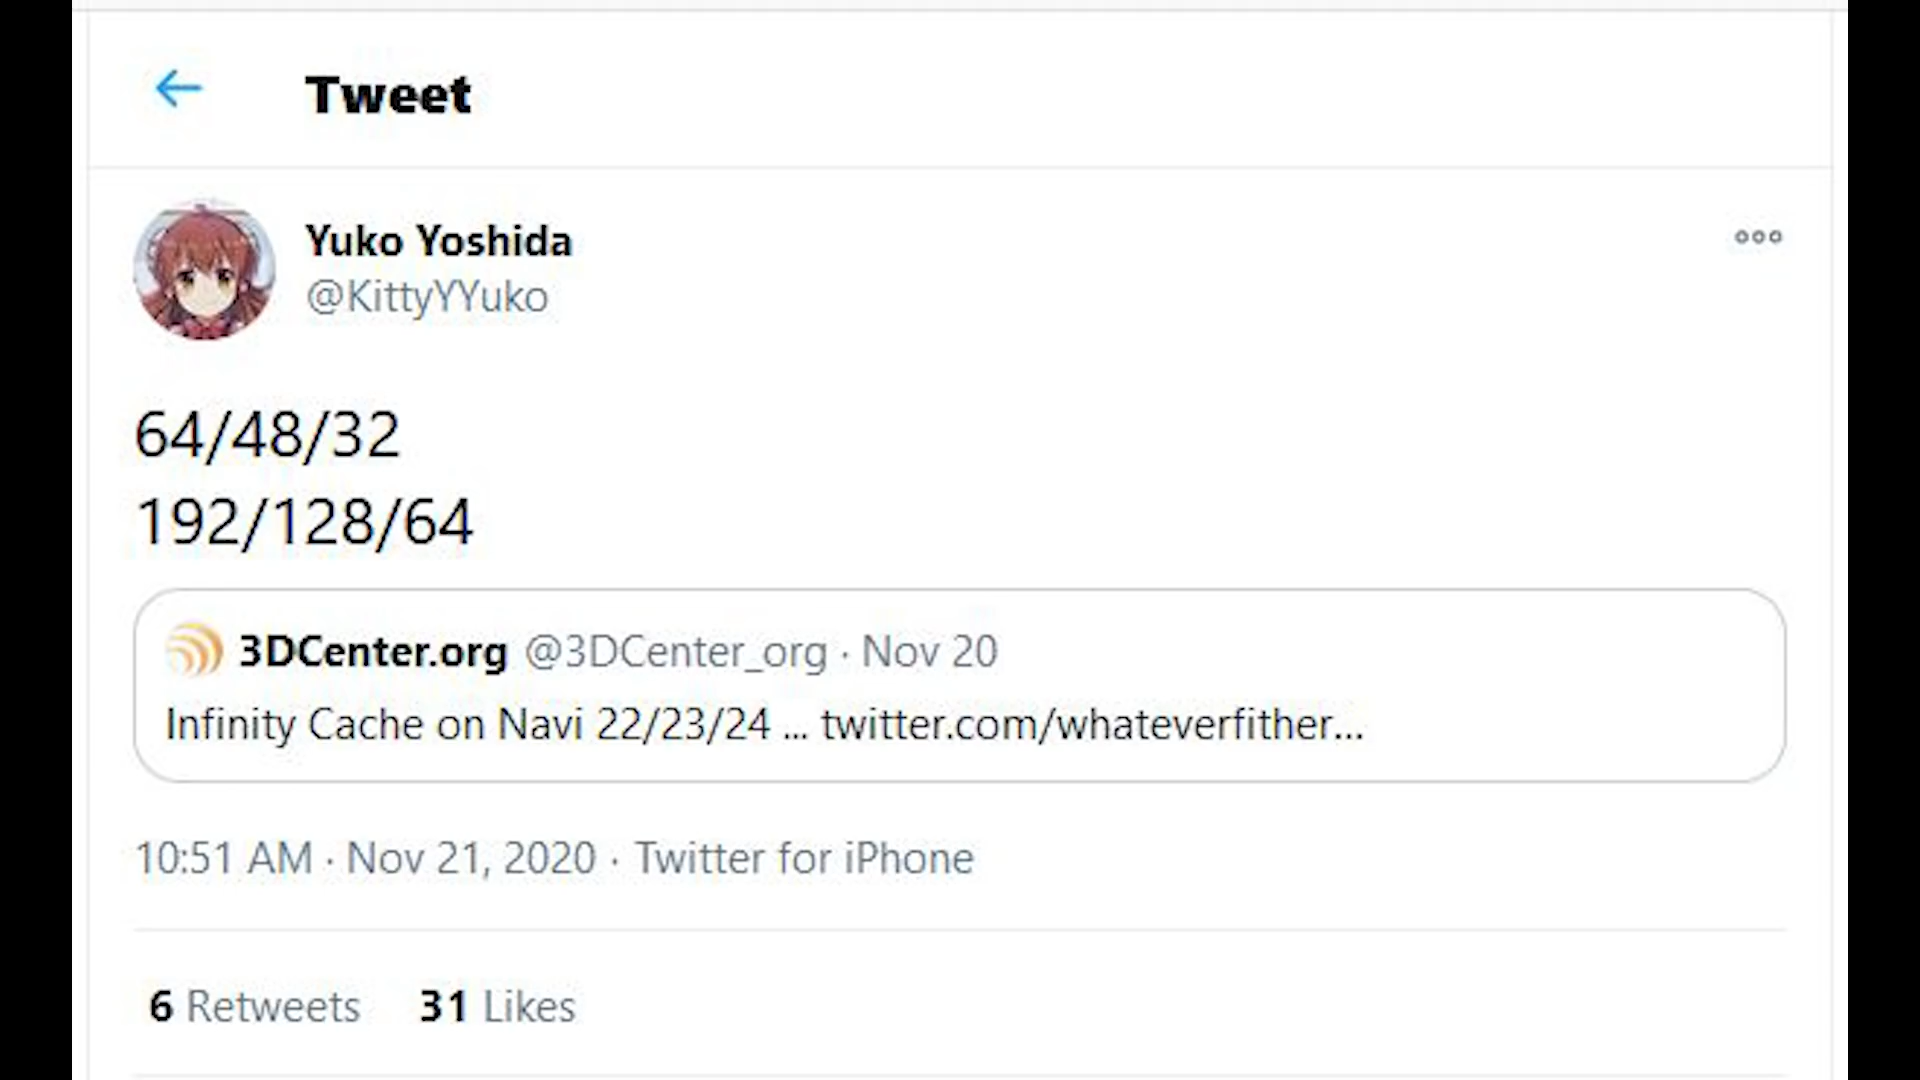 Tweet
Yuko Yoshida
@KittyYYuko
64/48/32
192/128/64
3DCenter.org @3DCenter_org · Nov 20
Infinity Cache on Navi 22/23/24 ... twitter.com/whateverfither...
10:51 AM · Nov 21, 2020 · Twitter for iPhone
6 Retweets 31 Likes